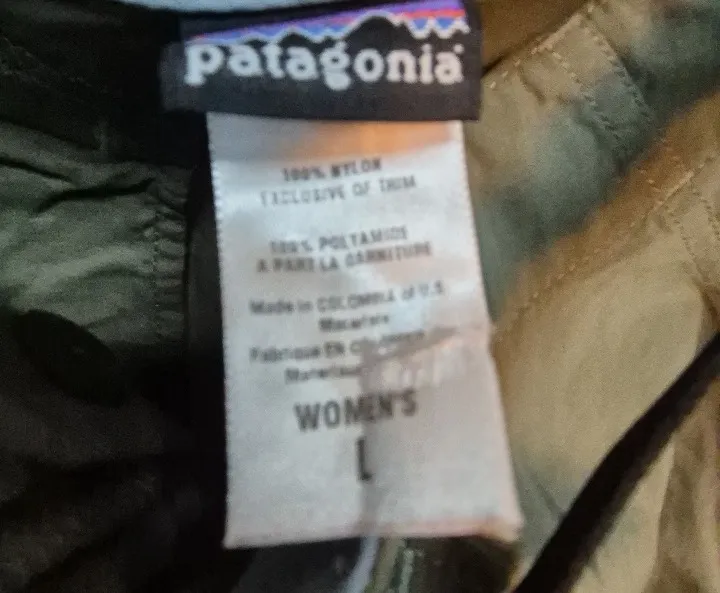 patagonia
100% NYLON
EXCLUSIVE OF TRIM
100% POLYAMIDE
A PART LA GARNITURE
Made in COLOMBIA of U.S.
Materials
Fabrique EN
WOMEN'S
L